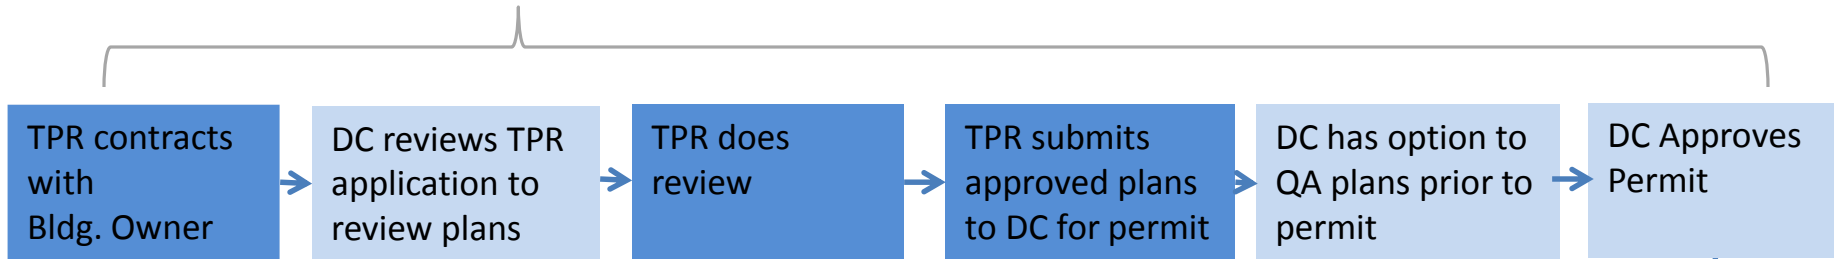 TPR contracts
with
Bldg. Owner
DC reviews TPR
application to
review plans
TPR does
review
TPR submits
approved plans
to DC for permit
DC has option to
QA plans prior to
permit
DC Approves
Permit